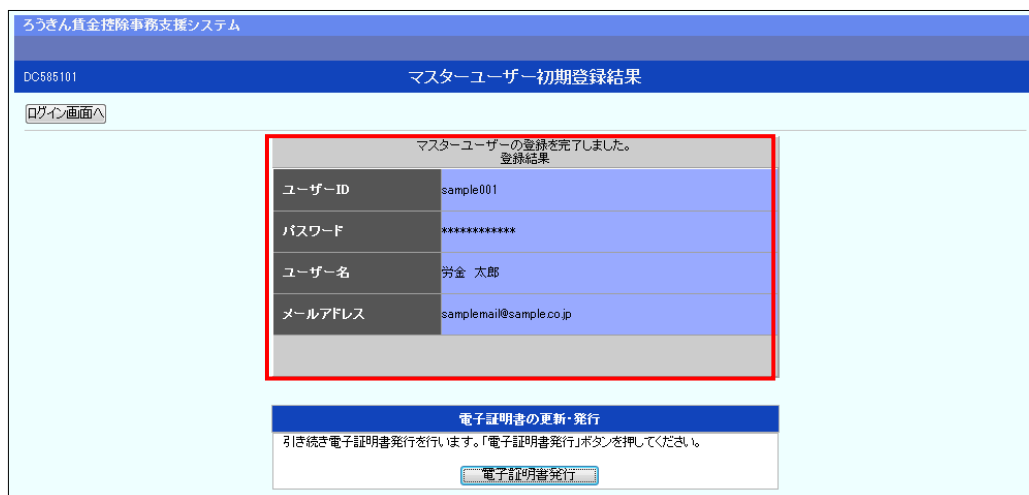 ろうきん賃金控除事務支援システム
DC585101
マスターユーザー初期登録結果
ログイン画面へ
マスターユーザーの登録を完了しました。
登録結果
ユーザーID sample001
パスワード ************
ユーザー名 労金 太郎
メールアドレス samplemail@sample.co.jp
電子証明書の更新・発行
引き続き電子証明書発行を行います。「電子証明書発行」ボタンを押してください。
電子証明書発行